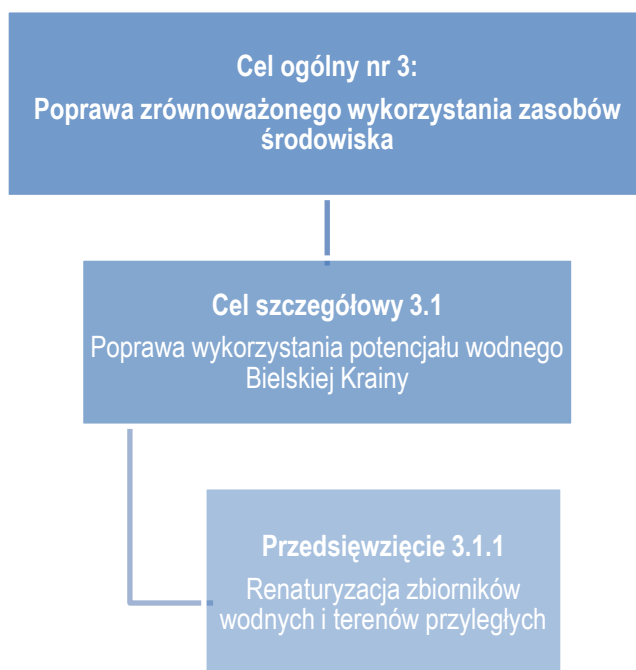 Cel ogólny nr 3:
Poprawa zrównoważonego wykorzystania zasobów
środowiska
Cel szczegółowy 3.1
Poprawa wykorzystania potencjału wodnego
Bielskiej Krainy
Przedsięwzięcie 3.1.1
Renaturyzacja zbiorników
wodnych i terenów przyległych